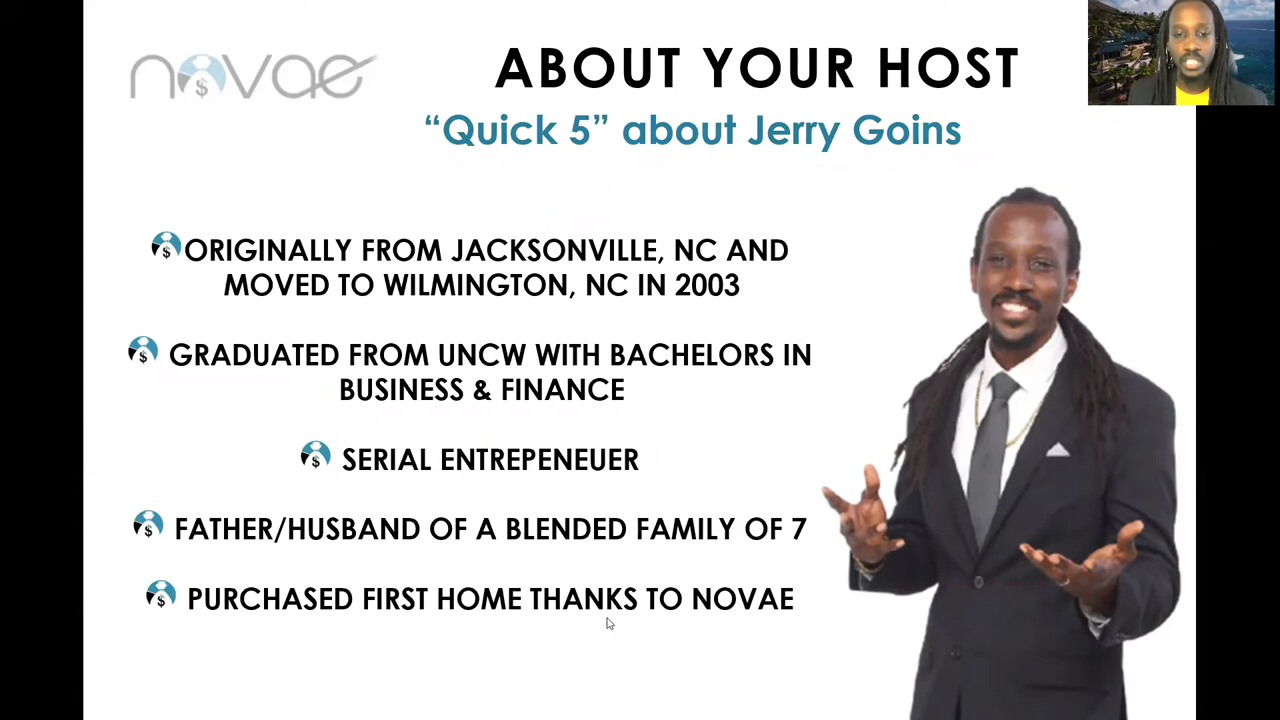 novae
ABOUT YOUR HOST
“Quick 5” about Jerry Goins
ORIGINALLY FROM JACKSONVILLE, NC AND
MOVED TO WILMINGTON, NC IN 2003
GRADUATED FROM UNCW WITH BACHELORS IN
BUSINESS & FINANCE
SERIAL ENTREPENEUER
FATHER/HUSBAND OF A BLENDED FAMILY OF 7
PURCHASED FIRST HOME THANKS TO NOVAE